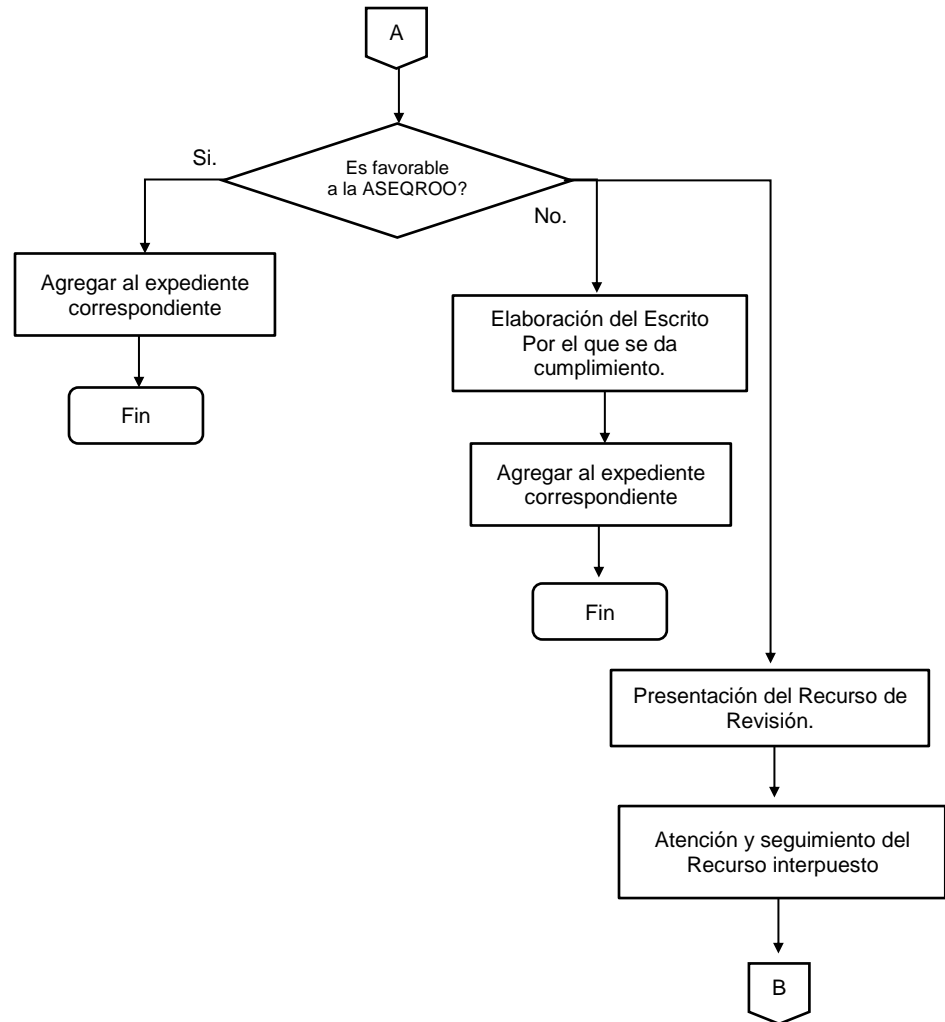 A
Es favorable
a la ASEQROO?
Si.
No.
Agregar al expediente
correspondiente
Fin
Elaboración del Escrito
Por el que se da
cumplimiento.
Agregar al expediente
correspondiente
Fin
Presentación del Recurso de
Revisión.
Atención y seguimiento del
Recurso interpuesto
B